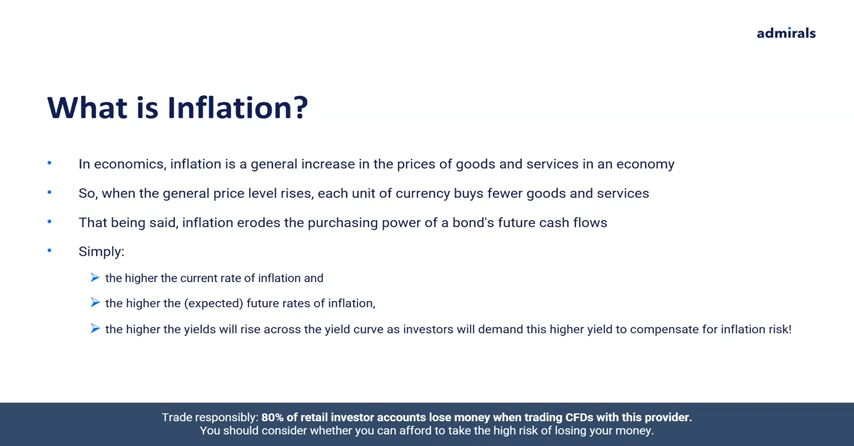 admirals
What is Inflation?
• In economics, inflation is a general increase in the prices of goods and services in an economy
• So, when the general price level rises, each unit of currency buys fewer goods and services
• That being said, inflation erodes the purchasing power of a bond's future cash flows
• Simply:
➢ the higher the current rate of inflation and
➢ the higher the (expected) future rates of inflation,
➢ the higher the yields will rise across the yield curve as investors will demand this higher yield to compensate for inflation risk!
Trade responsibly: 80% of retail investor accounts lose money when trading CFDs with this provider.
You should consider whether you can afford to take the high risk of losing your money.